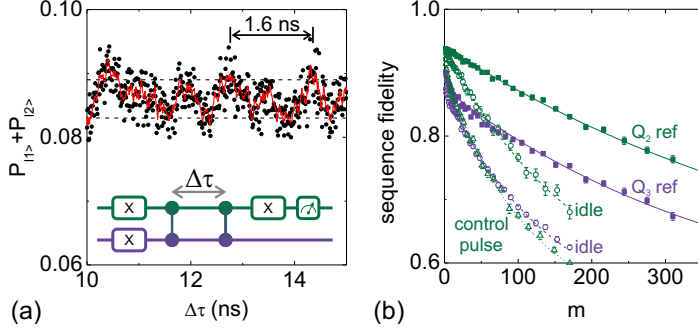 0.10
0.08
0.06
P|1>+P|2>
1.6 ns
Δτ
X
X
X
10
12
14
Δτ (ns)
(a)
1.0
0.8
0.6
sequence fidelity
Q2 ref
Q3 ref
idle
control
pulse
idle
0
100
200
300
m
(b)